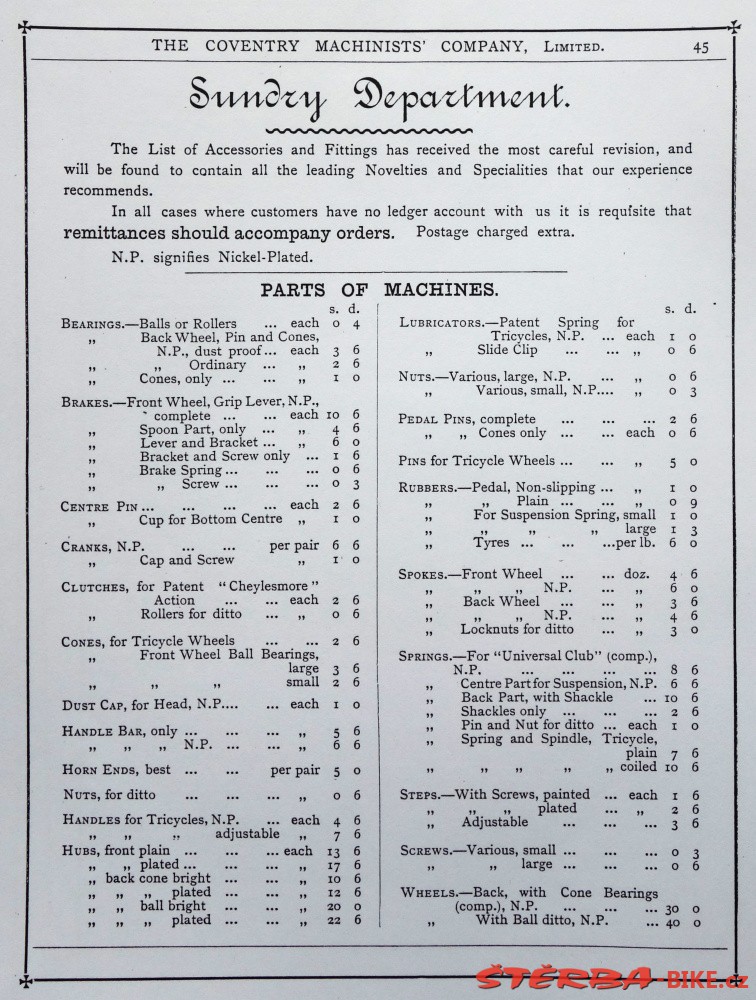 THE COVENTRY MACHINISTS' COMPANY, LIMITED. 45
Sundry Department.
The List of Accessories and Fittings has received the most careful revision, and
will be found to contain all the leading Novelties and Specialities that our experience
recommends.
In all cases where customers have no ledger account with us it is requisite that
remittances should accompany orders. Postage charged extra.
N.P. signifies Nickel-Plated.
PARTS OF MACHINES.
s. d.
BEARINGS.—Balls or Rollers ... each 0 4
„ Back Wheel, Pin and Cones,
N.P., dust proof... each 3 6
„ „ Ordinary ... „ 2 6
„ Cones, only ... ... „ 1 0
BRAKES.—Front Wheel, Grip Lever, N.P.,
complete ... ... each 10 6
„ Spoon Part, only ... „ 4 6
„ Lever and Bracket ... „ 6 0
„ Bracket and Screw only ... 1 6
„ Brake Spring ... ... ... 0 6
„ „ Screw ... ... ... 0 3
CENTRE PIN ... ... ... each 2 6
„ Cup for Bottom Centre „ 1 0
CRANKS, N.P. ... ... per pair 6 6
„ Cap and Screw „ 1 0
CLUTCHES, for Patent "Cheylesmore"
Action ... ... each 2 6
„ Rollers for ditto ... „ 0 6
CONES, for Tricycle Wheels ... ... 2 6
„ Front Wheel Ball Bearings,
large 3 6
„ „ „ small 2 6
DUST CAP, for Head, N.P.... ... each 1 0
HANDLE BAR, only ... ... ... „ 5 6
„ „ „ N.P. ... ... „ 6 6
HORN ENDS, best ... ... per pair 5 0
NUTS, for ditto ... ... ... „ 0 6
HANDLES for Tricycles, N.P. ... each 4 6
„ „ „ adjustable „ 7 6
HUBS, front plain ... ... ... each 13 6
„ „ plated ... ... ... „ 17 6
„ back cone bright ... ... „ 10 6
„ „ „ plated ... ... „ 12 6
„ „ ball bright ... ... „ 20 0
„ „ „ plated ... ... „ 22 6
s. d.
LUBRICATORS.—Patent Spring for
Tricycles, N.P. ... each 1 0
„ Slide Clip ... ... „ 0 6
NUTS.—Various, large, N.P. ... „ 0 6
„ Various, small, N.P.... „ 0 3
PEDAL PINS, complete ... ... ... 2 6
„ „ Cones only ... ... each 0 6
PINS for Tricycle Wheels ... ... „ 5 0
RUBBERS.—Pedal, Non-slipping ... „ 1 0
„ „ Plain ... ... „ 0 9
„ For Suspension Spring, small 1 0
„ „ „ „ large 1 3
„ Tyres ... ... ...per lb. 6 0
SPOKES.—Front Wheel ... ... doz. 4 6
„ „ „ N.P. ... „ 6 0
„ Back Wheel ... ... „ 3 6
„ „ „ N.P. ... „ 4 6
„ Locknuts for ditto ... „ 3 0
SPRINGS.—For "Universal Club" (comp.),
N.P. ... ... ... ... 8 6
„ Centre Part for Suspension, N.P. 6 6
„ Back Part, with Shackle ... 10 6
„ Shackles only ... ... ... 2 6
„ Pin and Nut for ditto ... each 1 0
„ Spring and Spindle, Tricycle,
plain 7 6
„ „ „ „ „ coiled 10 6
STEPS.—With Screws, painted ... each 1 6
„ „ „ plated ... „ 2 6
„ Adjustable ... ... ... 3 6
SCREWS.—Various, small ... ... ... 0 3
„ „ large ... ... ... 0 6
WHEELS.—Back, with Cone Bearings
(comp.), N.P. ... ... ... 30 0
„ With Ball ditto, N.P. ... 40 0
ŠTĚRBA-BIKE.cz